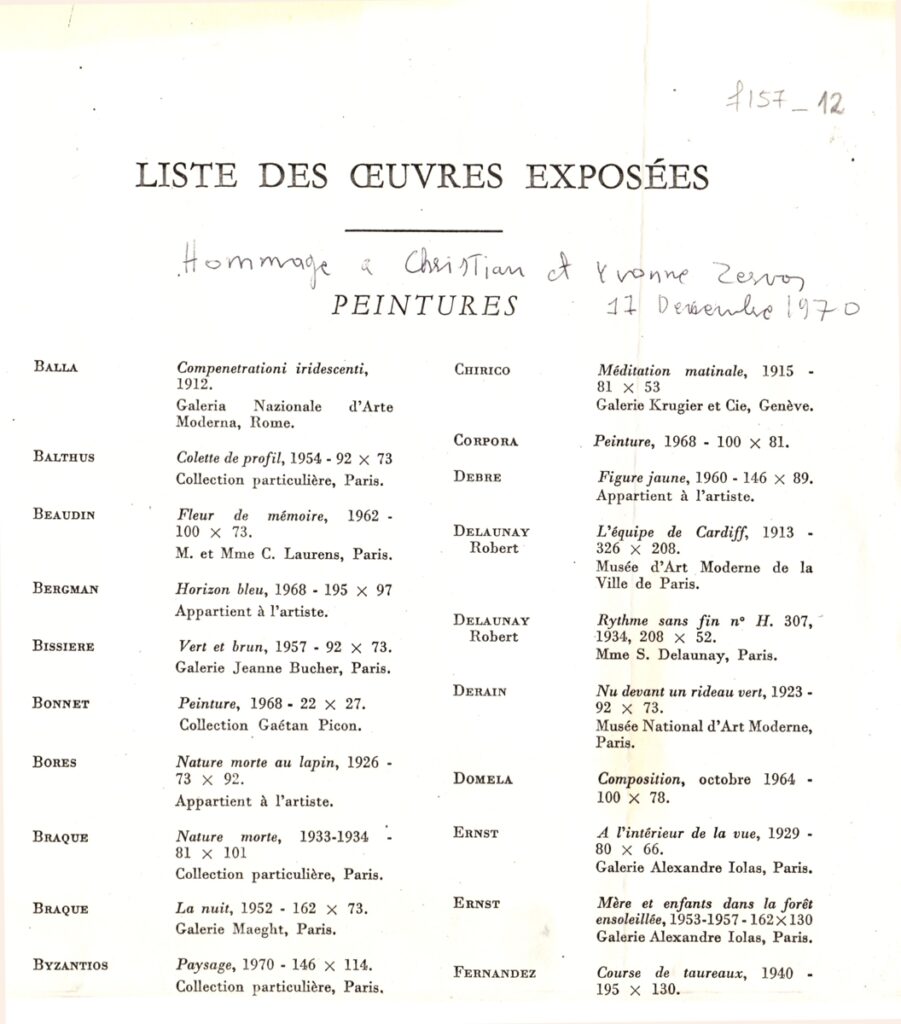 f157_12
LISTE DES ŒUVRES EXPOSÉES
Hommage à Christian et Yvonne Zervos
PEINTURES
17 Decembre 1970
BALLA
Compenetrationi iridescenti,
1912.
Galeria Nazionale d'Arte
Moderna, Rome.
BALTHUS
Colette de profil, 1954 - 92 × 73
Collection particulière, Paris.
BEAUDIN
Fleur de mémoire, 1962 -
100 × 73.
M. et Mme C. Laurens, Paris.
BERGMAN
Horizon bleu, 1968 - 195 × 97
Appartient à l'artiste.
BISSIERE
Vert et brun, 1957 - 92 × 73.
Galerie Jeanne Bucher, Paris.
BONNET
Peinture, 1968 - 22 × 27.
Collection Gaétan Picon.
BORES
Nature morte au lapin, 1926 -
73 × 92.
Appartient à l'artiste.
BRAQUE
Nature morte, 1933-1934 -
81 × 101
Collection particulière, Paris.
BRAQUE
La nuit, 1952 - 162 × 73.
Galerie Maeght, Paris.
BYZANTIOS
Paysage, 1970 - 146 × 114.
Collection particulière, Paris.
CHIRICO
Méditation matinale, 1915 -
81 × 53
Galerie Krugier et Cie, Genève.
CORPORA
Peinture, 1968 - 100 × 81.
DEBRE
Figure jaune, 1960 - 146 × 89.
Appartient à l'artiste.
DELAUNAY
Robert
L'équipe de Cardiff, 1913 -
326 × 208.
Musée d'Art Moderne de la
Ville de Paris.
DELAUNAY
Robert
Rythme sans fin n° H. 307,
1934, 208 × 52.
Mme S. Delaunay, Paris.
DERAIN
Nu devant un rideau vert, 1923 -
92 × 73.
Musée National d'Art Moderne,
Paris.
DOMELA
Composition, octobre 1964 -
100 × 78.
ERNST
A l'intérieur de la vue, 1929 -
80 × 66.
Galerie Alexandre Iolas, Paris.
ERNST
Mère et enfants dans la forêt
ensoleillée, 1953-1957 - 162×130
Galerie Alexandre Iolas, Paris.
FERNANDEZ
Course de taureaux, 1940 -
195 × 130.